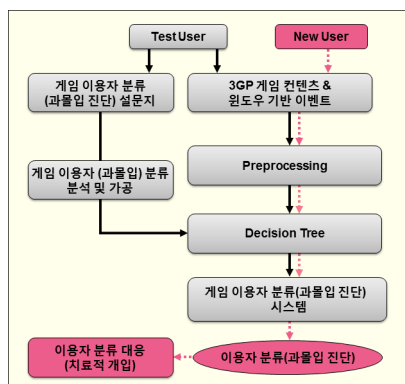 Test User
New User
게임 이용자 분류
(과몰입 진단) 설문지
3GP 게임 컨텐츠 &
윈도우 기반 이벤트
게임 이용자 (과몰입) 분류
분석 및 가공
Preprocessing
Decision Tree
게임 이용자 분류(과몰입 진단)
시스템
이용자 분류 대응
(치료적 개입)
이용자 분류(과몰입 진단)